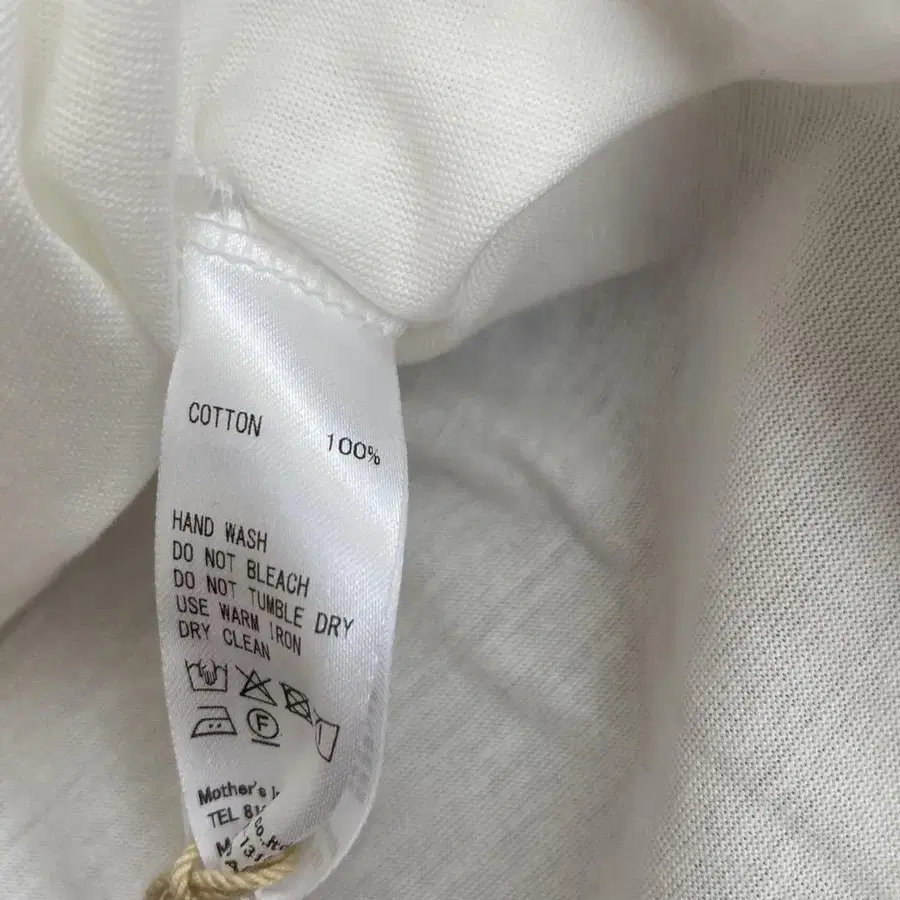 COTTON 100%
HAND WASH
DO NOT BLEACH
DO NOT TUMBLE DRY
USE WARM IRON
DRY CLEAN
F
Mother's
TEL